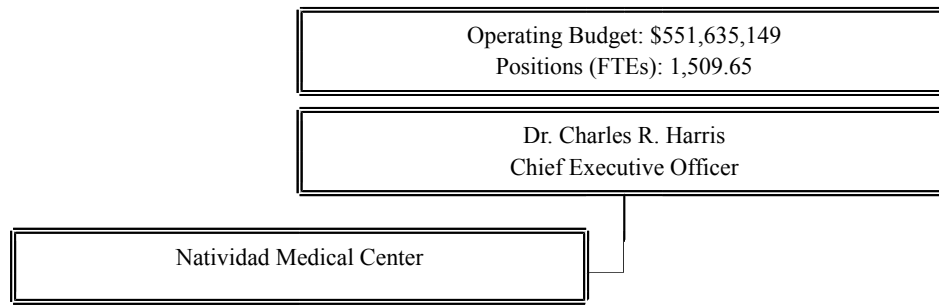 Operating Budget: $551,635,149
Positions (FTEs): 1,509.65
Dr. Charles R. Harris
Chief Executive Officer
Natividad Medical Center